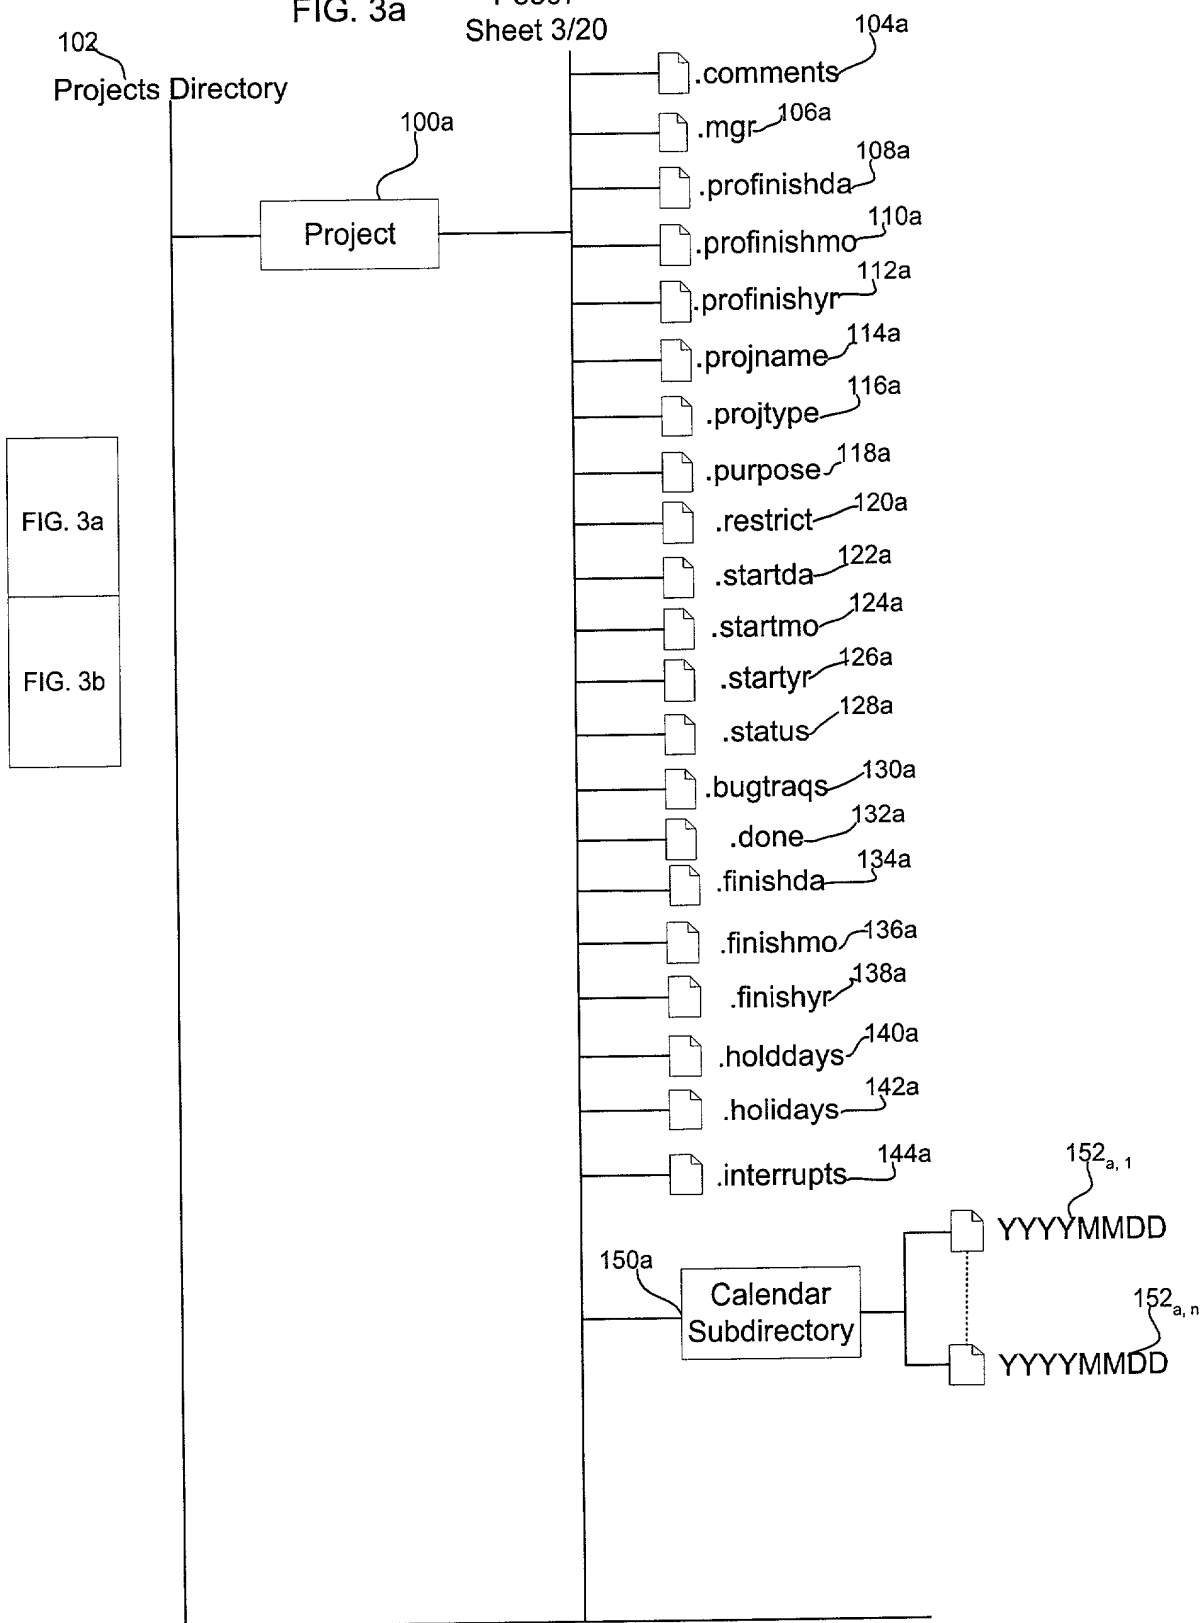 FIG. 3a
Sheet 3/20
102
Projects Directory
100a
Project
.comments 104a
.mgr 106a
.profinishda 108a
.profinishmo 110a
.profinishyr 112a
.projname 114a
.projtype 116a
.purpose 118a
.restrict 120a
.startda 122a
.startmo 124a
.startyr 126a
.status 128a
.bugtraqs 130a
.done 132a
.finishda 134a
.finishmo 136a
.finishyr 138a
.holddays 140a
.holidays 142a
.interrupts 144a
FIG. 3a
FIG. 3b
150a
Calendar
Subdirectory
152a, 1
YYYYMMDD
152a, n
YYYYMMDD